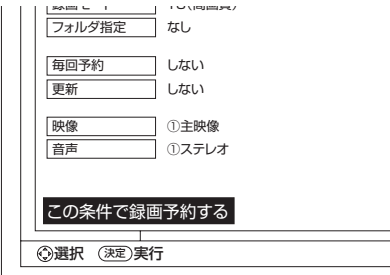 フォルダ指定 なし
毎回予約 しない
更新 しない
映像 ①主映像
音声 ①ステレオ
この条件で録画予約する
選択 決定 実行